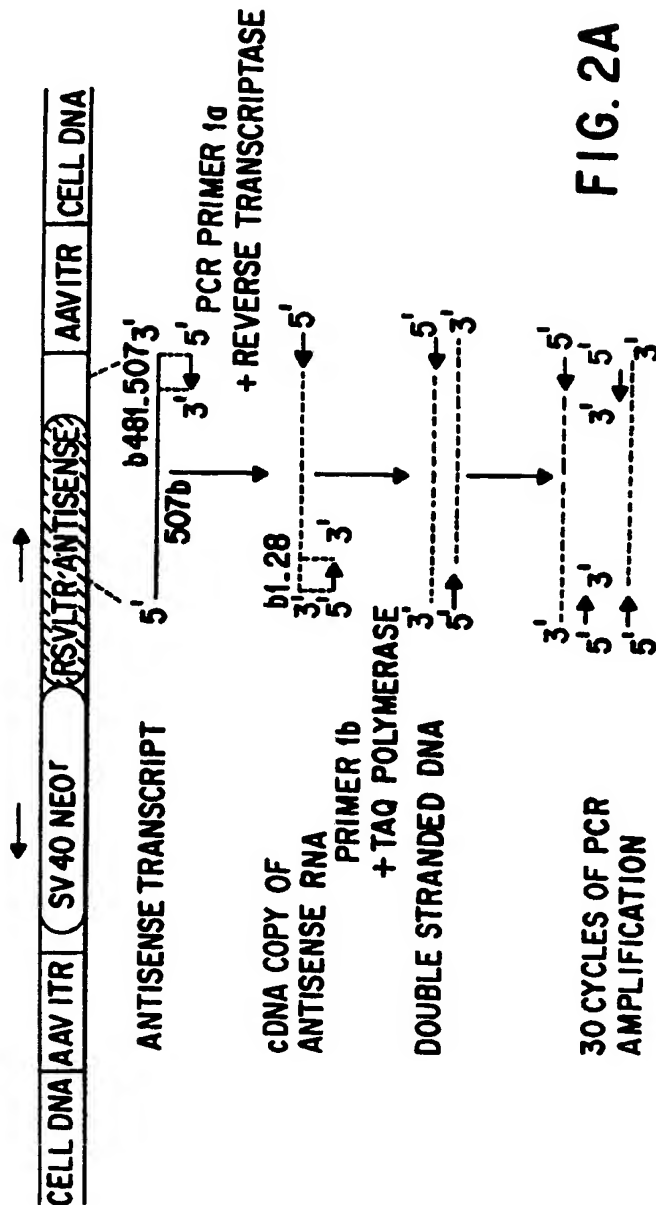 CELL DNA AAV ITR SV40 NEOʳ RSVLTR ANTISENSE AAVITR CELL DNA
ANTISENSE TRANSCRIPT
5' b481-507 3'
507b
3' 5'
PCR PRIMER 1a
+ REVERSE TRANSCRIPTASE
cDNA COPY OF
ANTISENSE RNA
b1-28
3' 5'
5' 3'
PRIMER 1b
+ TAQ POLYMERASE
DOUBLE STRANDED DNA
3' 5'
5' 3'
30 CYCLES OF PCR
AMPLIFICATION
3' 5'
5' 3' 3' 5'
5' 3'
FIG. 2A